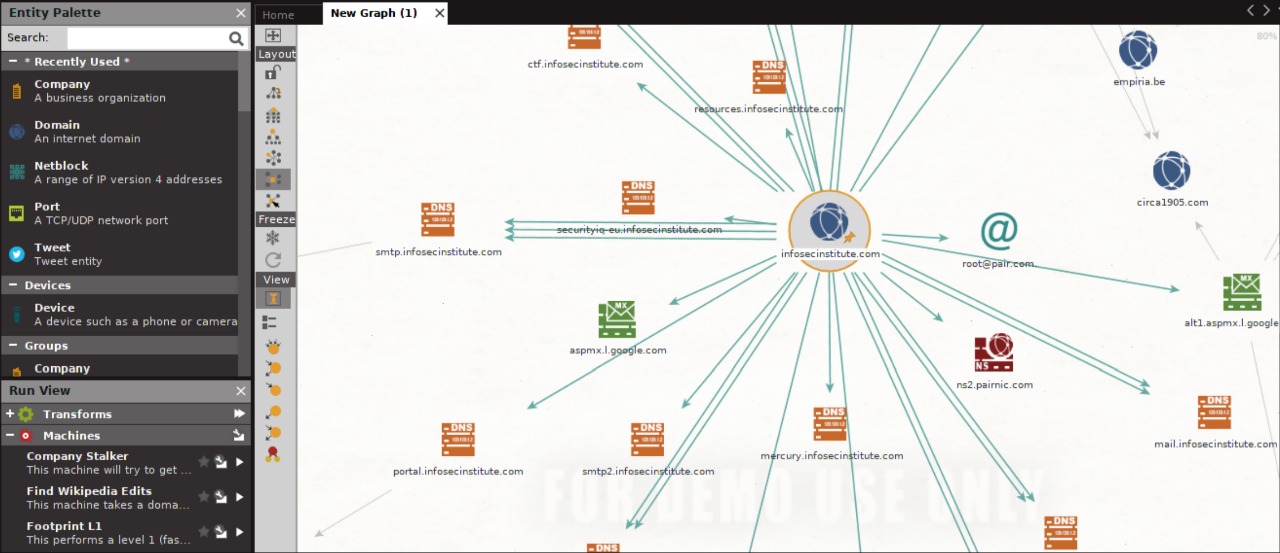 Entity Palette
Search:
* Recently Used *
Company
A business organization
Domain
An internet domain
Netblock
A range of IP version 4 addresses
Port
A TCP/UDP network port
Tweet
Tweet entity
Devices
Device
A device such as a phone or camera
Groups
Company
Run View
Transforms
Machines
Company Stalker
This machine will try to get ...
Find Wikipedia Edits
This machine takes a doma...
Footprint L1
This performs a level 1 (fas...
Home
New Graph (1)
Layout
Freeze
View
80%
ctf.infosecinstitute.com
DNS
resources.infosecinstitute.com
empiria.be
circa1905.com
DNS
securityiq-eu.infosecinstitute.com
DNS
smtp.infosecinstitute.com
infosecinstitute.com
@
root@pair.com
MX
alt1.aspmx.l.google
MX
aspmx.l.google.com
NS
ns2.pairnic.com
DNS
mail.infosecinstitute.com
DNS
mercury.infosecinstitute.com
DNS
portal.infosecinstitute.com
DNS
smtp2.infosecinstitute.com
FOR DEMO USE ONLY
DNS
DNS